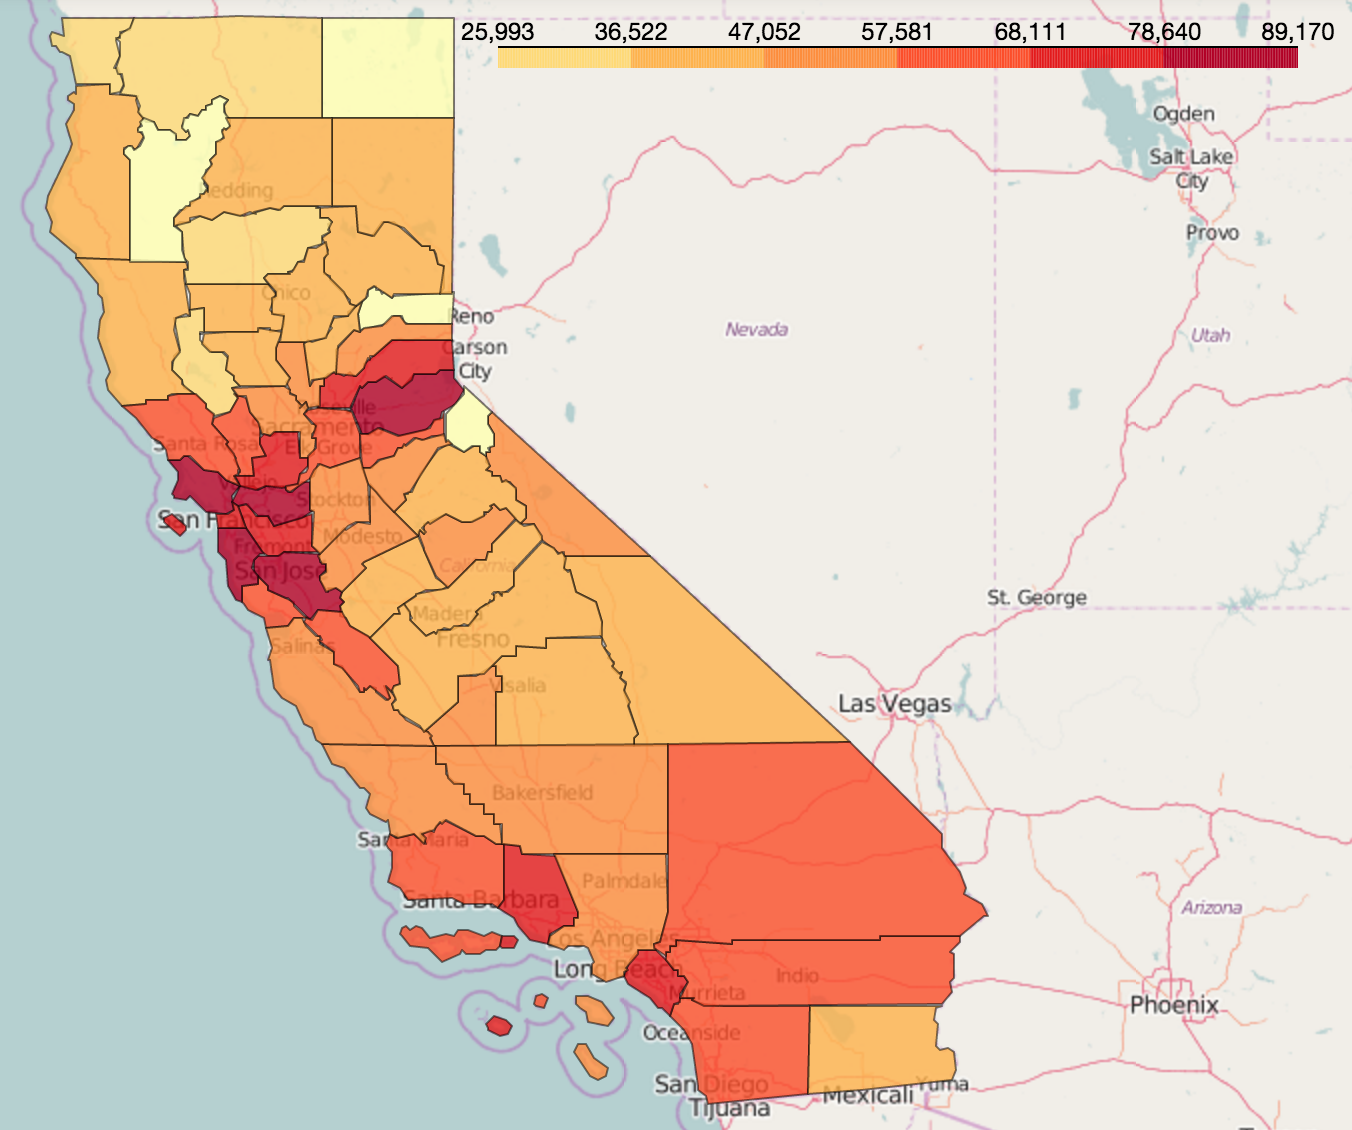 25,993 36,522 47,052 57,581 68,111 78,640 89,170
Ogden
Salt Lake
City
Redding
Provo
Chico
Reno
Nevada
Utah
Carson
City
Roseville
Sacramento
Santa Rosa
Elk Grove
Vallejo
Stockton
San Francisco
Modesto
Fremont
California
San Jose
St. George
Madera
Fresno
Salinas
Visalia
Las Vegas
Bakersfield
Santa Maria
Palmdale
Santa Barbara
Arizona
Los Angeles
Long Beach
Indio
Murrieta
Phoenix
Oceanside
San Diego
Yuma
Mexicali
Tijuana